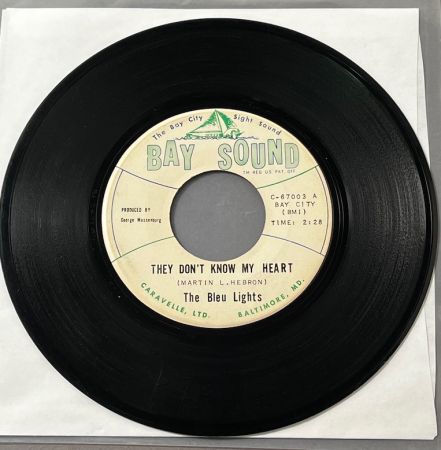 The Bay City Sight Sound
BAY SOUND
TM REG US PAT OFF
C-67003 A
BAY CITY
(BMI)
TIME: 2:28
PRODUCED BY
George Massenburg
THEY DON'T KNOW MY HEART
(MARTIN L. HEBRON)
The Bleu Lights
CARAVELLE, LTD. BALTIMORE, MD.